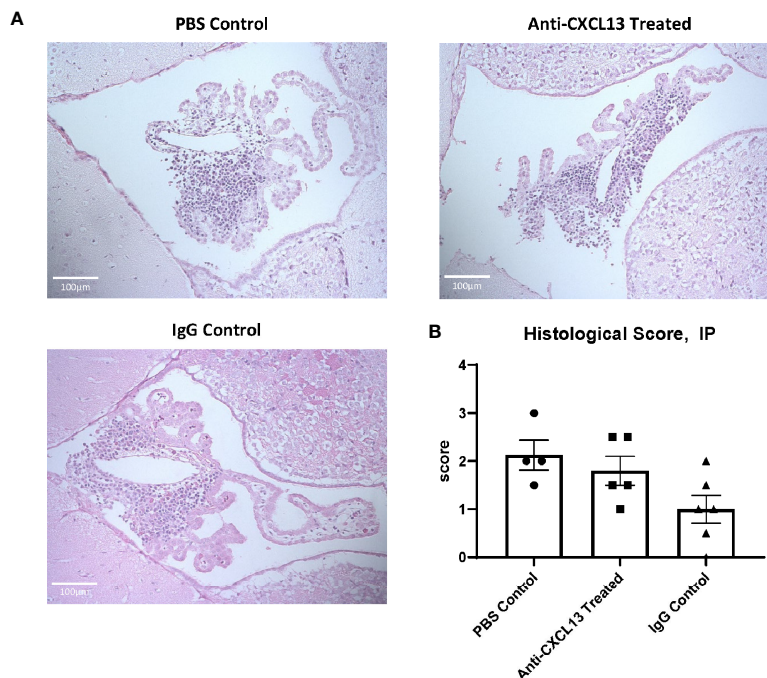 A
PBS Control
Anti-CXCL13 Treated
100µm
100µm
IgG Control
100µm
B
Histological Score, IP
4
3
2
1
0
score
PBS Control
Anti-CXCL13 Treated
IgG Control